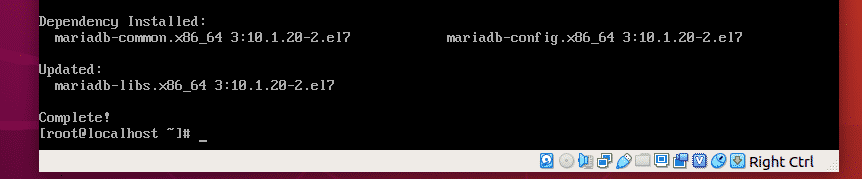 Dependency Installed:
mariadb-common.x86_64 3:10.1.20-2.el7 mariadb-config.x86_64 3:10.1.20-2.el7
Updated:
mariadb-libs.x86_64 3:10.1.20-2.el7
Complete!
[root@localhost ~]# _
Right Ctrl